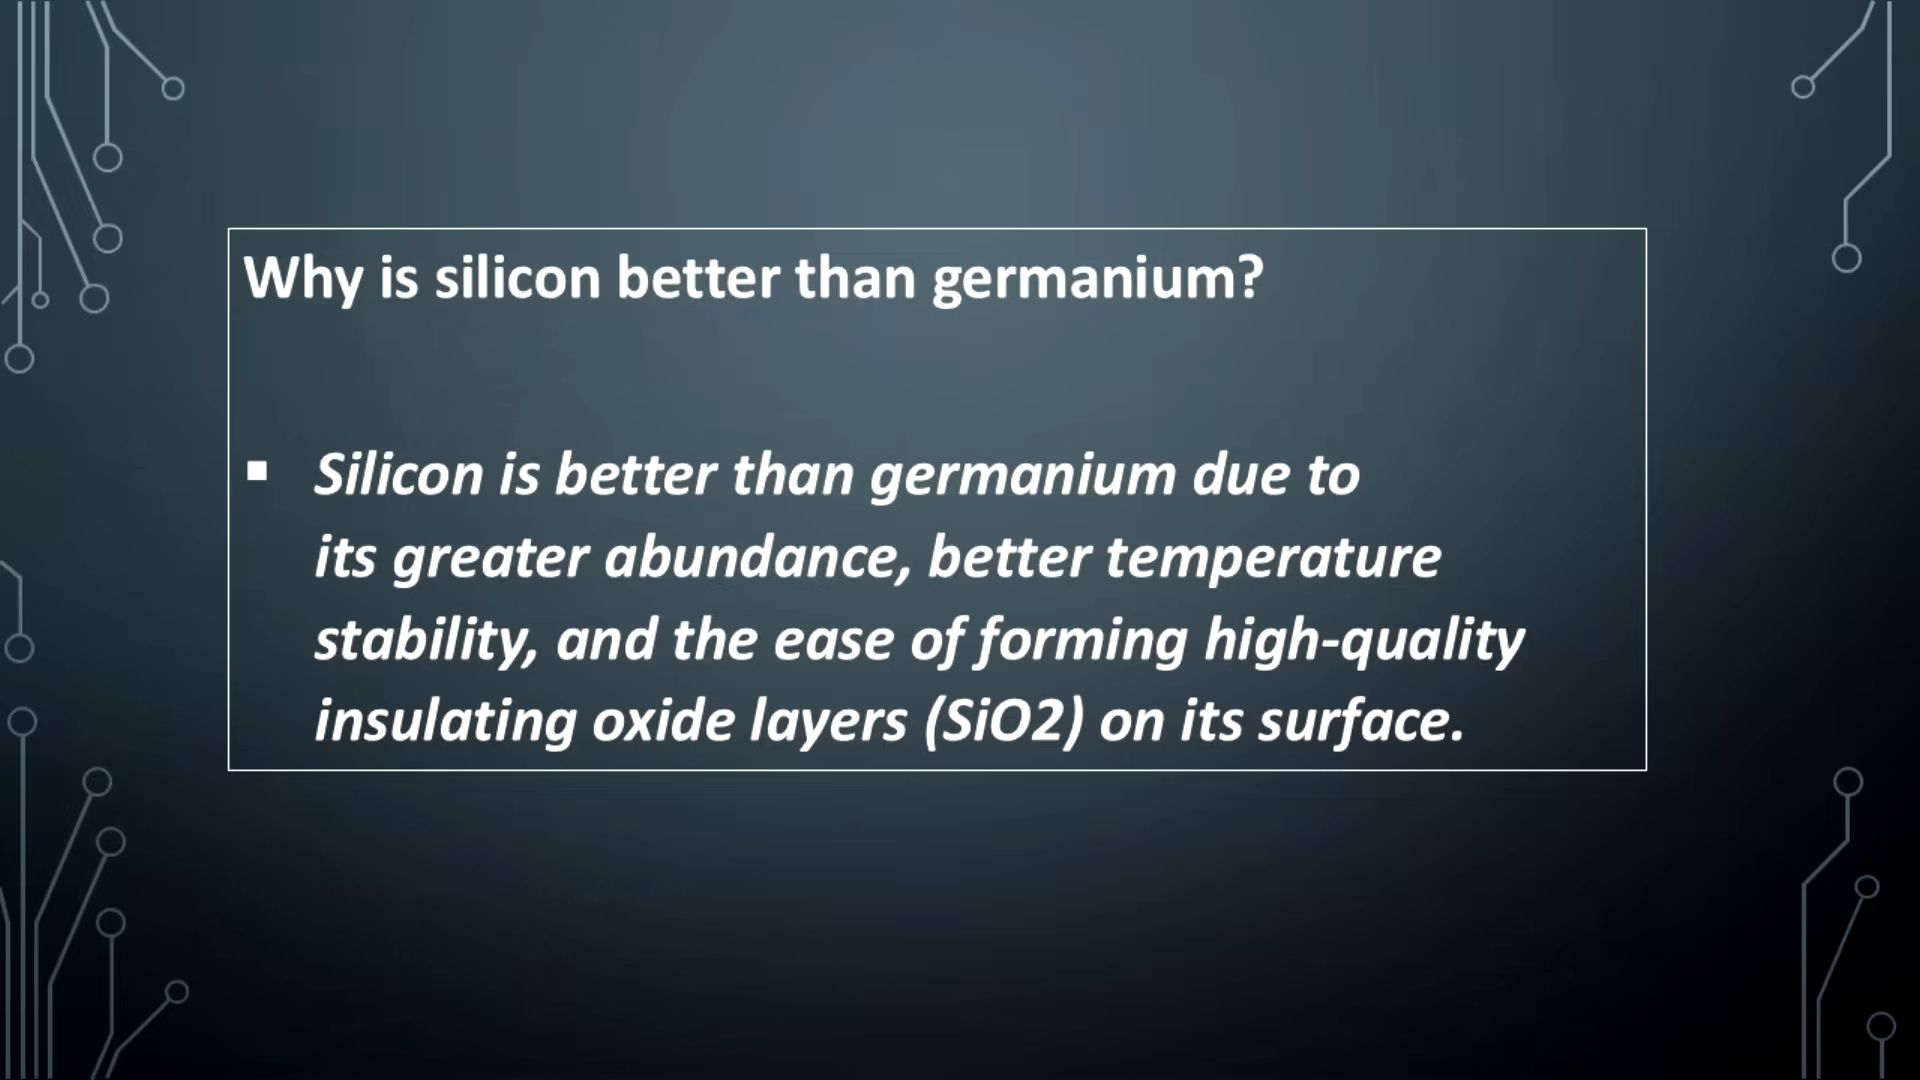 Why is silicon better than germanium?
▪ Silicon is better than germanium due to
its greater abundance, better temperature
stability, and the ease of forming high-quality
insulating oxide layers (SiO2) on its surface.